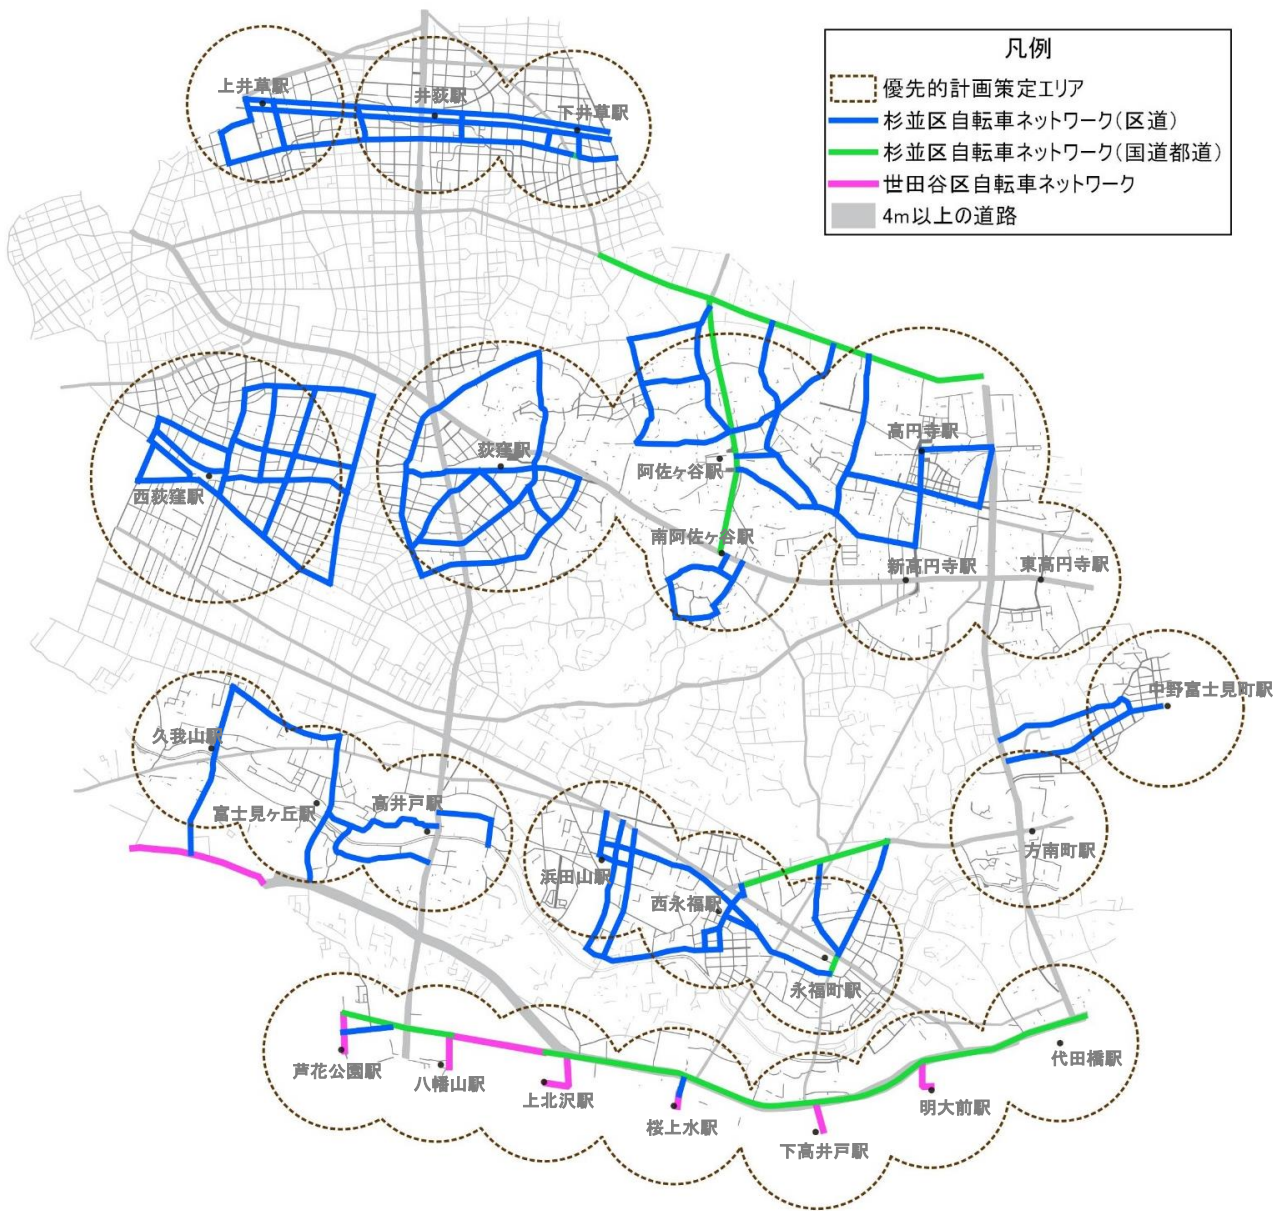 凡例
優先的計画策定エリア
杉並区自転車ネットワーク(区道)
杉並区自転車ネットワーク(国道都道)
世田谷区自転車ネットワーク
4m以上の道路
上井草駅
井荻駅
下井草駅
高円寺駅
荻窪駅
阿佐ヶ谷駅
西荻窪駅
南阿佐ヶ谷駅
新高円寺駅
東高円寺駅
中野富士見町駅
久我山駅
高井戸駅
富士見ヶ丘駅
方南町駅
浜田山駅
西永福駅
永福町駅
代田橋駅
芦花公園駅
八幡山駅
上北沢駅
明大前駅
桜上水駅
下高井戸駅